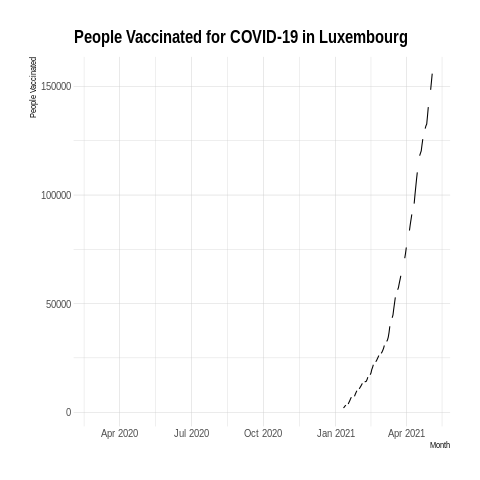 People Vaccinated for COVID-19 in Luxembourg
People Vaccinated
150000
100000
50000
0
Apr 2020 Jul 2020 Oct 2020 Jan 2021 Apr 2021
Month